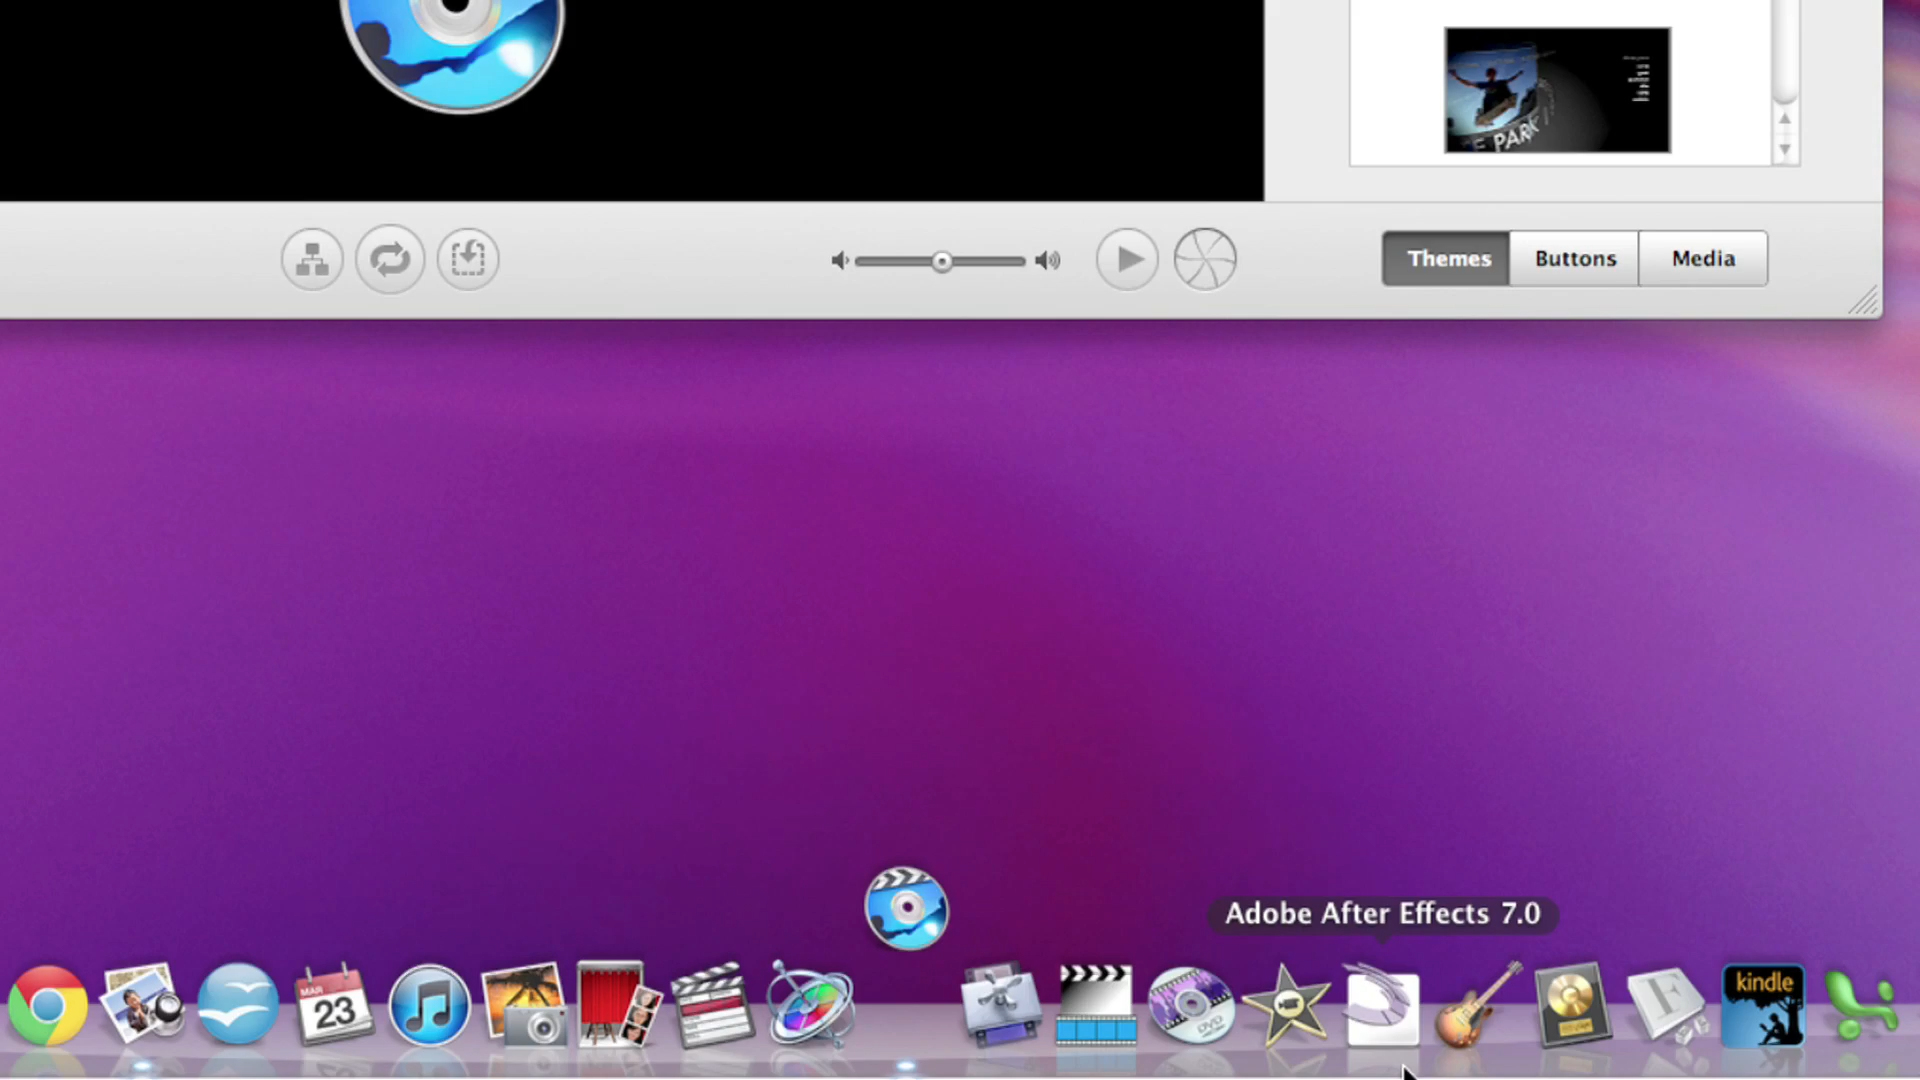 PARK
Themes
Buttons
Media
Adobe After Effects 7.0
MAR
23
DVD
F
kindle